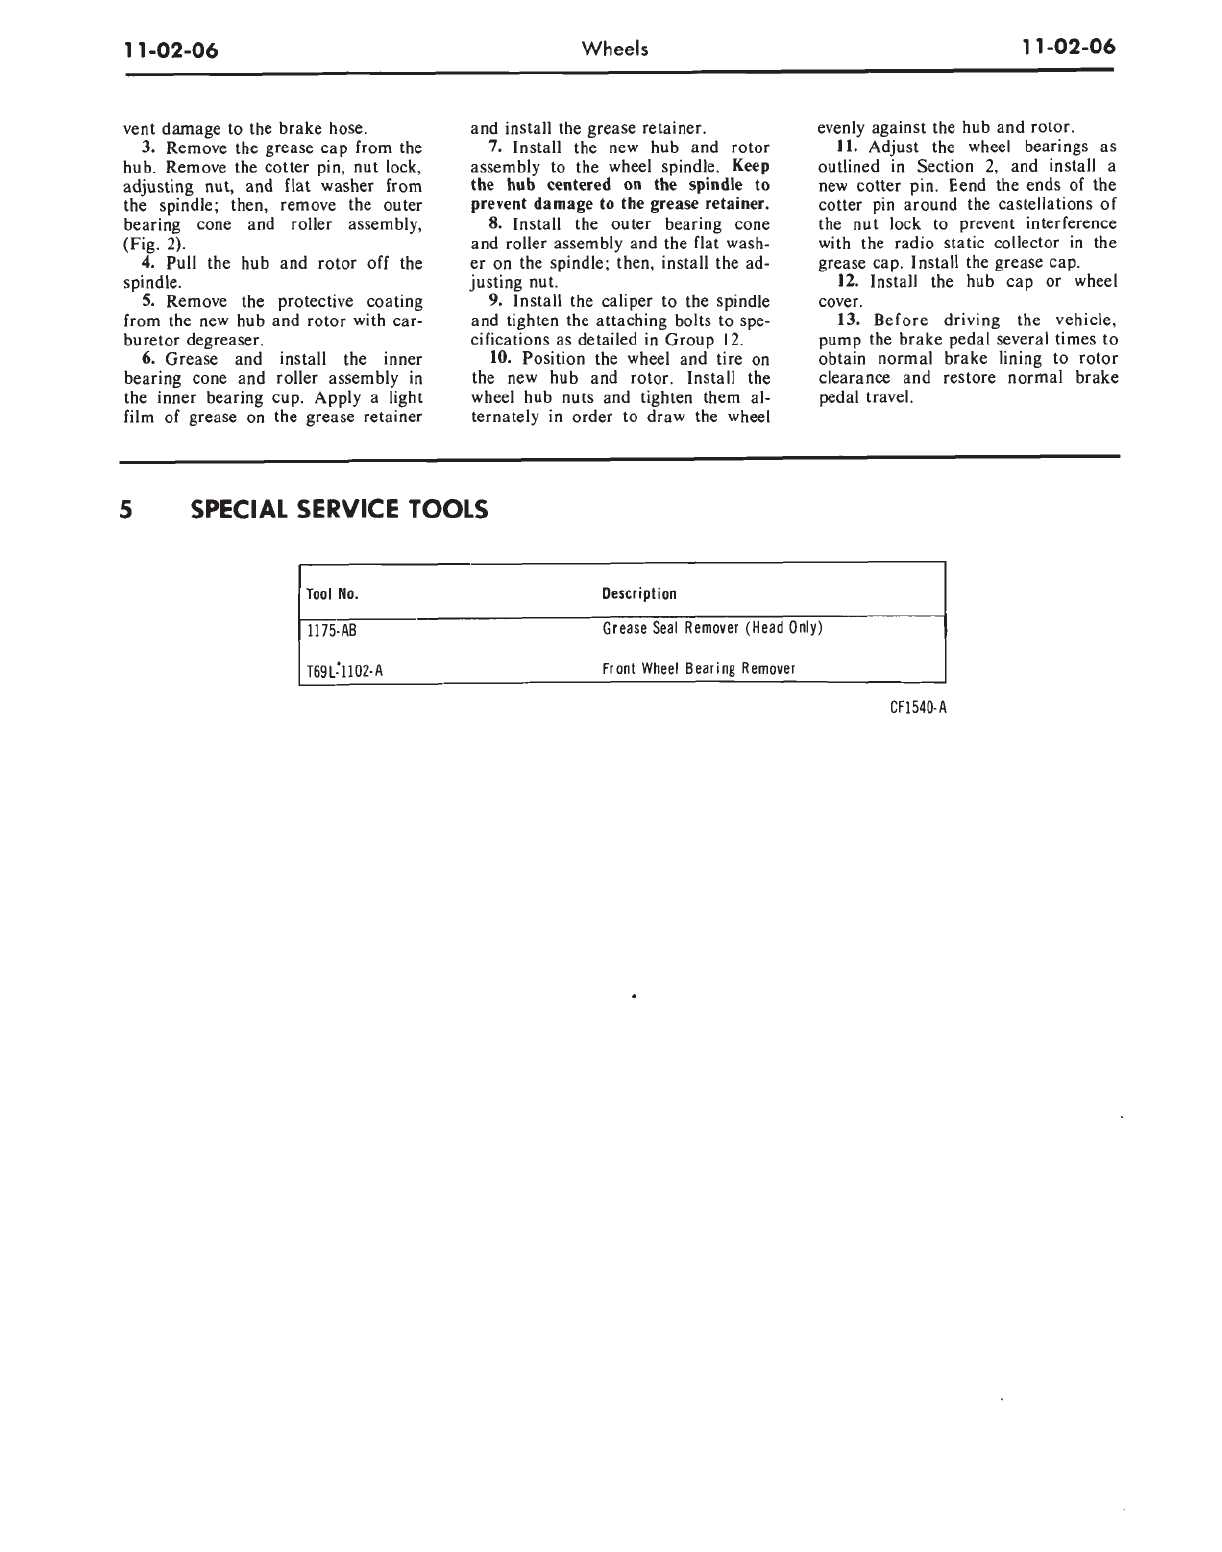 11-02-06
Wheels
11-02-06
vent damage to the brake hose.
3. Remove the grease cap from the
hub. Remove the cotter pin, nut lock,
adjusting nut, and flat washer from
the spindle; then, remove the outer
bearing cone and roller assembly,
(Fig. 2).
4. Pull the hub and rotor off the
spindle.
5. Remove the protective coating
from the new hub and rotor with car-
buretor degreaser.
6. Grease and install the inner
bearing cone and roller assembly in
the inner bearing cup. Apply a light
film of grease on the grease retainer
and install the grease retainer.
7. Install the new hub and rotor
assembly to the wheel spindle. Keep
the hub centered on the spindle to
prevent damage to the grease retainer.
8. Install the outer bearing cone
and roller assembly and the flat wash-
er on the spindle; then, install the ad-
justing nut.
9. Install the caliper to the spindle
and tighten the attaching bolts to spe-
cifications as detailed in Group 12.
10. Position the wheel and tire on
the new hub and rotor. Install the
wheel hub nuts and tighten them al-
ternately in order to draw the wheel
evenly against the hub and rotor.
11. Adjust the wheel bearings as
outlined in Section 2, and install a
new cotter pin. Eend the ends of the
cotter pin around the castellations of
the nut lock to prevent interference
with the radio static collector in the
grease cap. Install the grease cap.
12. Install the hub cap or wheel
cover.
13. Before driving the vehicle,
pump the brake pedal several times to
obtain normal brake lining to rotor
clearance and restore normal brake
pedal travel.
5 SPECIAL SERVICE TOOLS
Tool No. Description
1175-AB Grease Seal Remover (Head Only)
T69L-1102-A Front Wheel Bearing Remover
CF1540-A